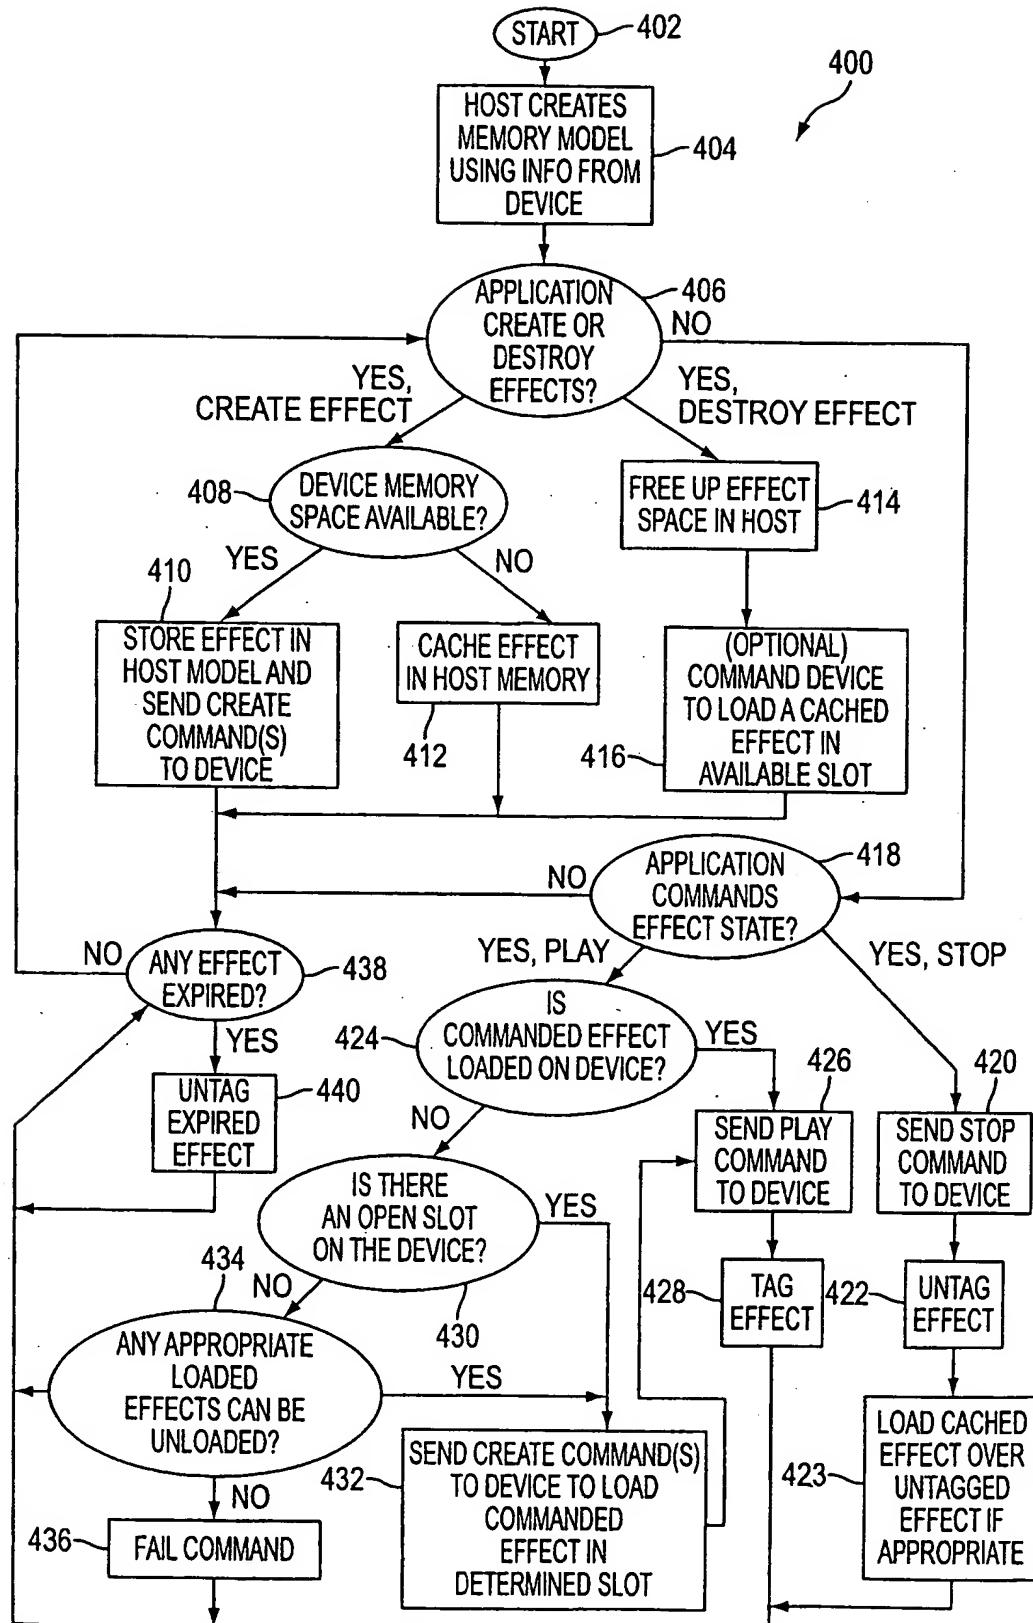 START
402
400
HOST CREATES
MEMORY MODEL
USING INFO FROM
DEVICE
404
APPLICATION
CREATE OR
DESTROY
EFFECTS?
406
NO
YES,
CREATE EFFECT
YES,
DESTROY EFFECT
408
DEVICE MEMORY
SPACE AVAILABLE?
FREE UP EFFECT
SPACE IN HOST
414
YES
NO
410
STORE EFFECT IN
HOST MODEL AND
SEND CREATE
COMMAND(S)
TO DEVICE
CACHE EFFECT
IN HOST MEMORY
412
(OPTIONAL)
COMMAND DEVICE
TO LOAD A CACHED
EFFECT IN
AVAILABLE SLOT
416
APPLICATION
COMMANDS
EFFECT STATE?
418
NO
NO
ANY EFFECT
EXPIRED?
438
YES, PLAY
YES, STOP
424
IS
COMMANDED EFFECT
LOADED ON DEVICE?
YES
YES
UNTAG
EXPIRED
EFFECT
440
NO
426
SEND PLAY
COMMAND
TO DEVICE
420
SEND STOP
COMMAND
TO DEVICE
IS THERE
AN OPEN SLOT
ON THE DEVICE?
YES
434
NO
430
428
TAG
EFFECT
422
UNTAG
EFFECT
ANY APPROPRIATE
LOADED
EFFECTS CAN BE
UNLOADED?
YES
NO
432
SEND CREATE COMMAND(S)
TO DEVICE TO LOAD
COMMANDED
EFFECT IN
DETERMINED SLOT
423
LOAD CACHED
EFFECT OVER
UNTAGGED
EFFECT IF
APPROPRIATE
436
FAIL COMMAND